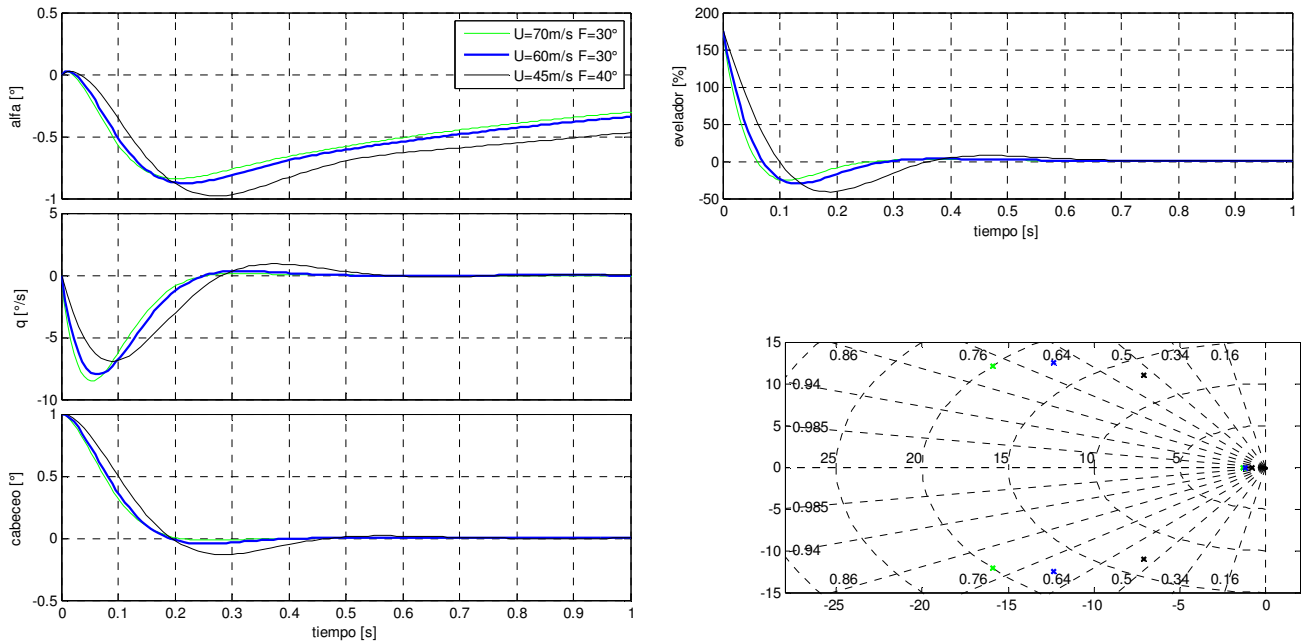 0.5
0
-0.5
-1
alfa [°]
U=70m/s F=30°
U=60m/s F=30°
U=45m/s F=40°
5
0
-5
-10
q [°/s]
1
0.5
0
-0.5
cabeceo [°]
0 0.1 0.2 0.3 0.4 0.5 0.6 0.7 0.8 0.9 1
tiempo [s]
200
150
100
50
0
-50
evelador [%]
0 0.1 0.2 0.3 0.4 0.5 0.6 0.7 0.8 0.9 1
tiempo [s]
15
10
5
0
-5
-10
-15
0.86 0.76 0.64 0.5 0.34 0.16
0.94
0.985
25 20 15 10 5
0.985
0.94
0.86 0.76 0.64 0.5 0.34 0.16
-25 -20 -15 -10 -5 0